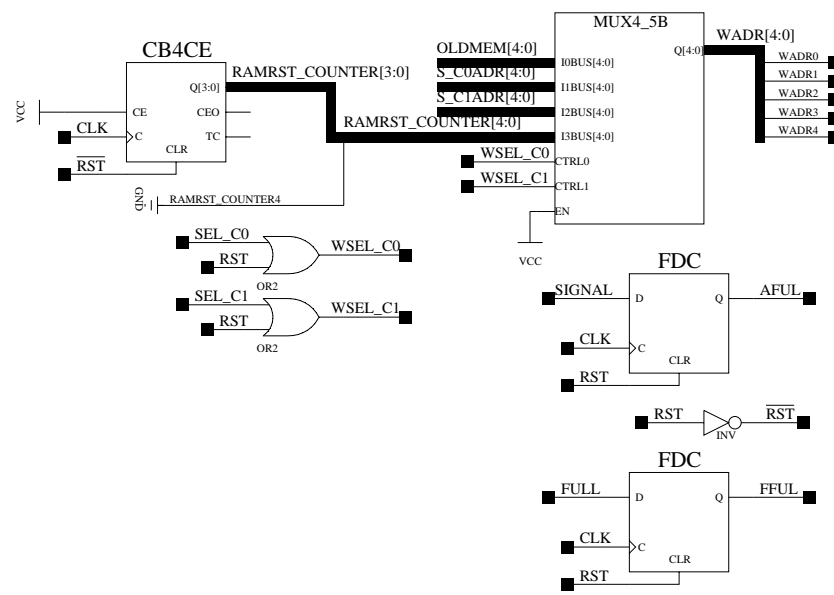 MUX4_5B
WADR[4:0]
OLDMEM[4:0]
Q[4:0]
CB4CE
WADR0
I0BUS[4:0]
RAMRST_COUNTER[3:0]
S_C0ADR[4:0]
WADR1
Q[3:0]
I1BUS[4:0]
WADR2
S_C1ADR[4:0]
VCC
CE
CEO
I2BUS[4:0]
WADR3
RAMRST_COUNTER[4:0]
CLK
C
TC
I3BUS[4:0]
WADR4
CLR
WSEL_C0
CTRL0
RST
WSEL_C1
CTRL1
GND
RAMRST_COUNTER4
EN
SEL_C0
WSEL_C0
RST
VCC
FDC
OR2
SEL_C1
WSEL_C1
SIGNAL
D
Q
AFUL
RST
OR2
CLK
C
CLR
RST
RST
INV
RST
FDC
FULL
D
Q
FFUL
CLK
C
CLR
RST